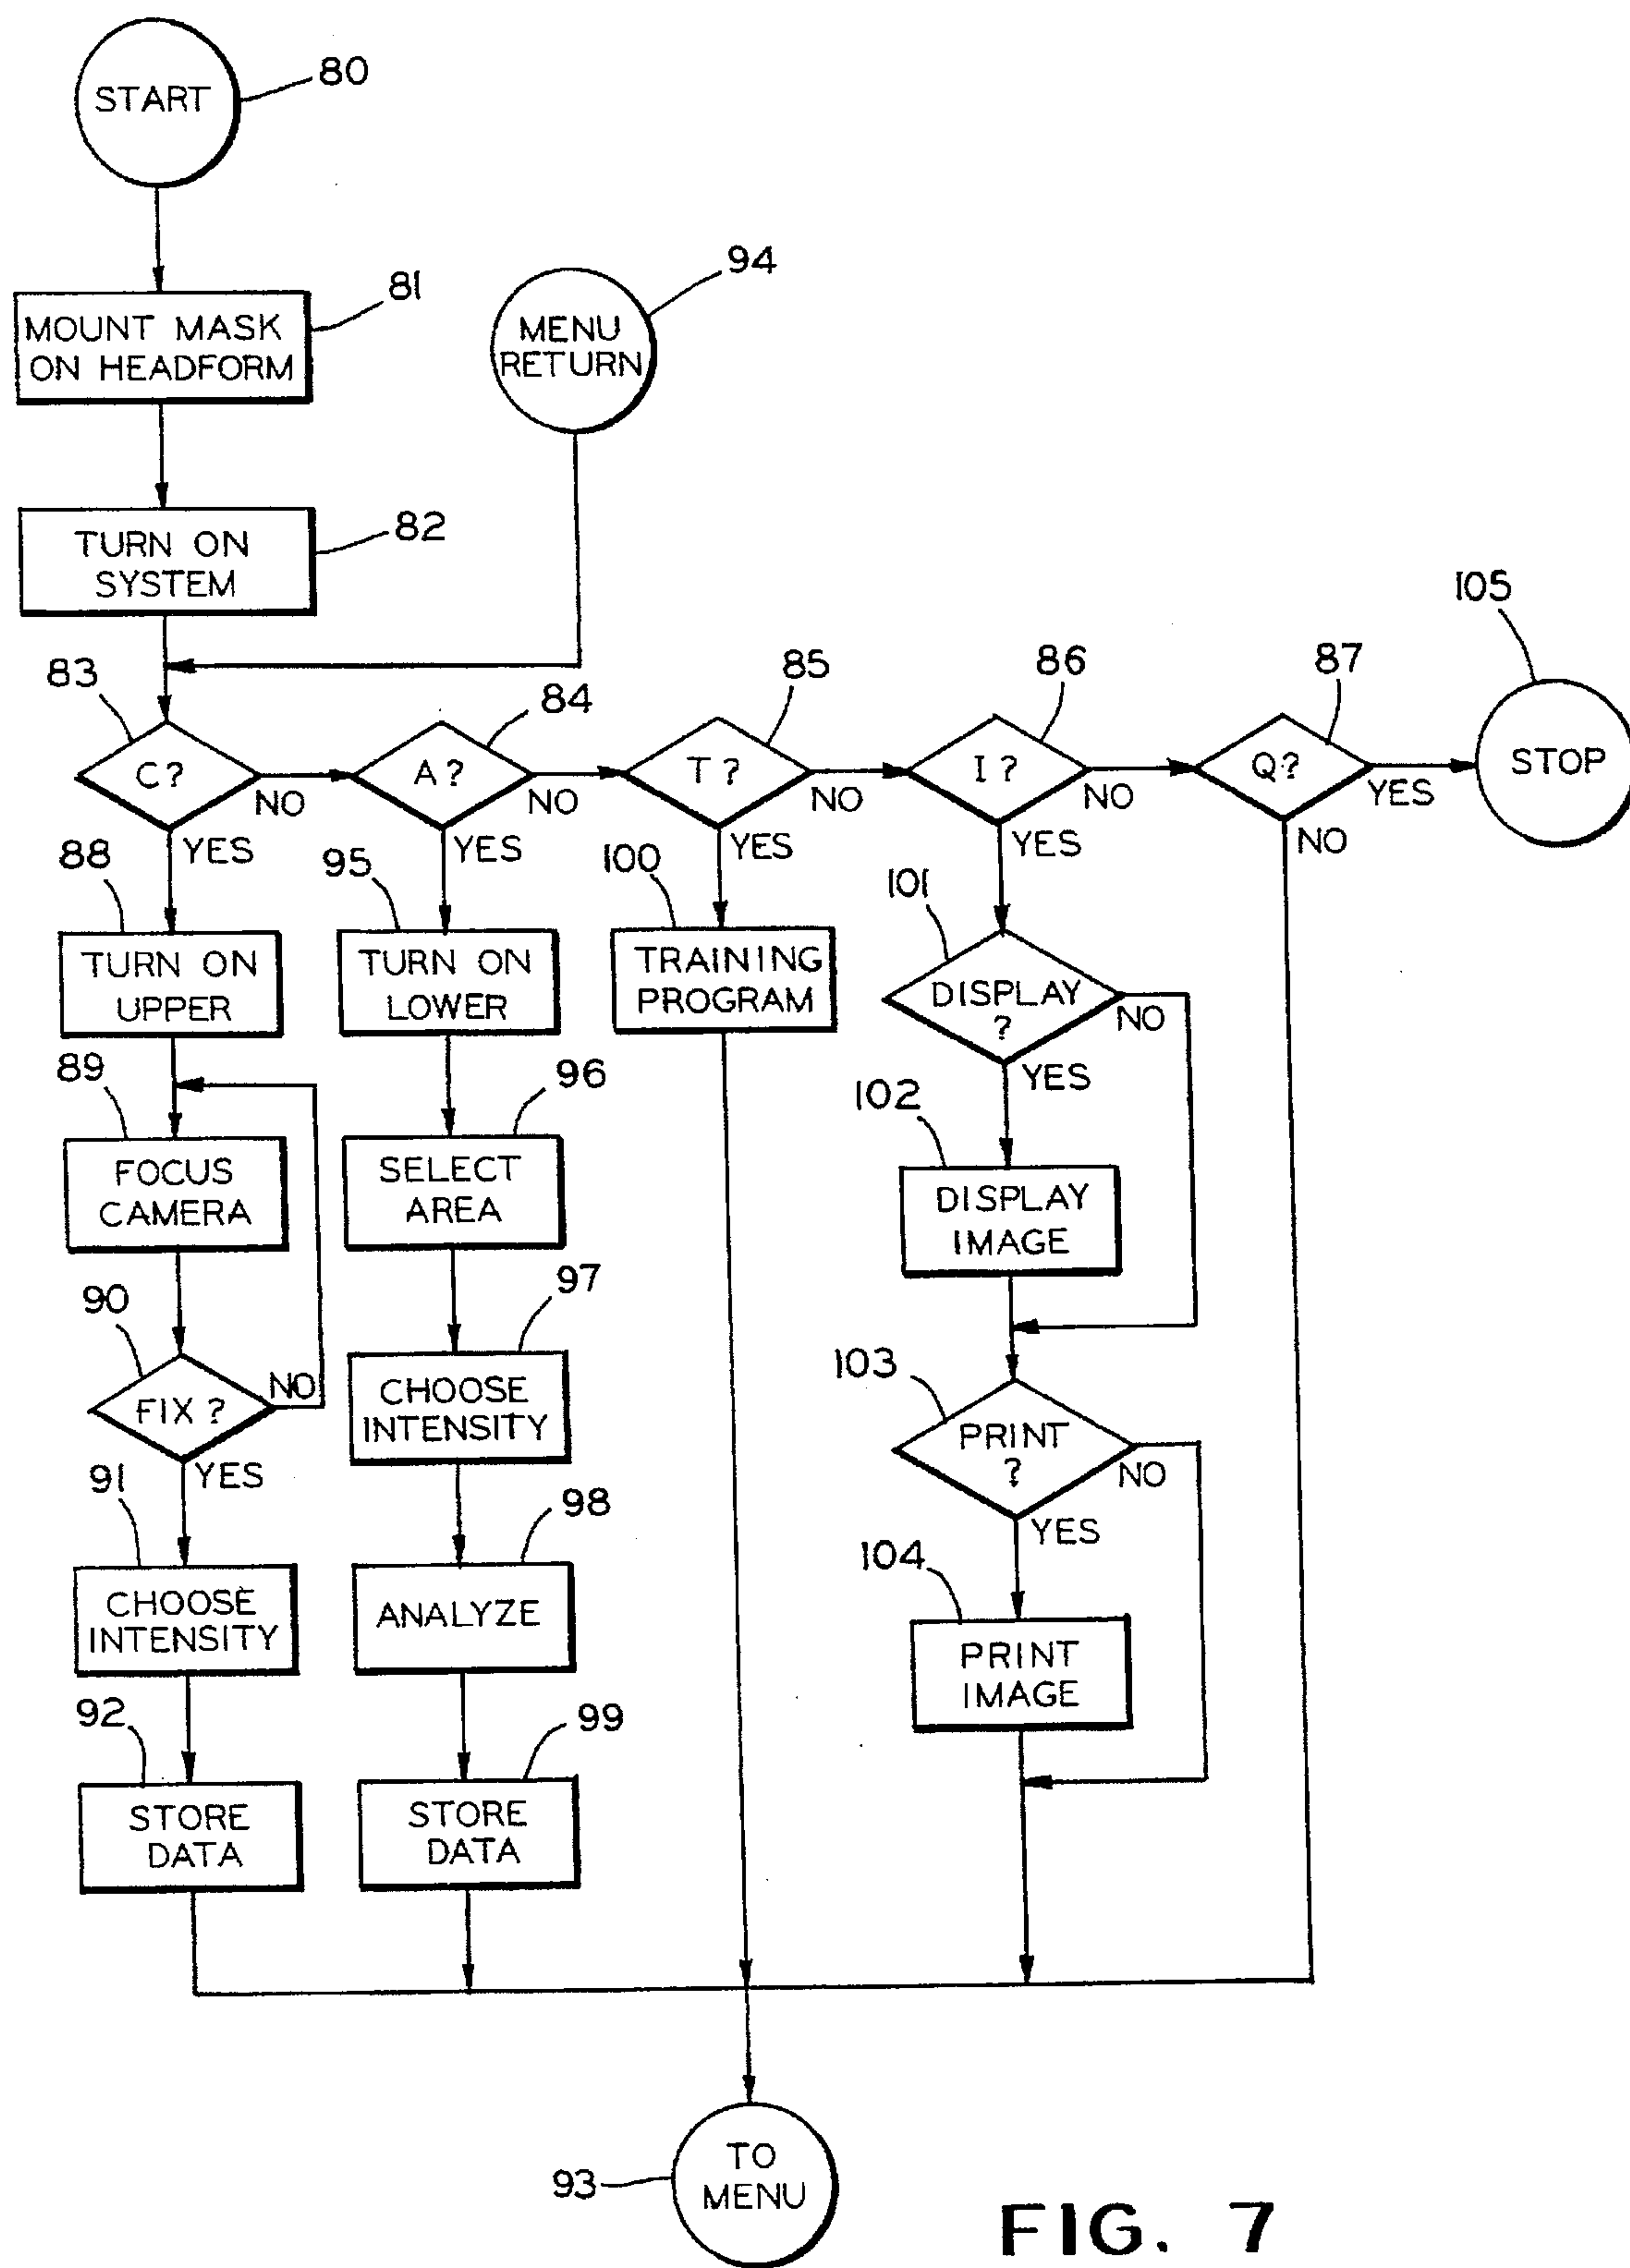 START
80
MOUNT MASK
ON HEADFORM
81
MENU
RETURN
94
TURN ON
SYSTEM
82
83
C?
NO
YES
84
A?
NO
YES
85
T?
NO
YES
86
I?
NO
YES
87
Q?
YES
NO
105
STOP
88
TURN ON
UPPER
89
FOCUS
CAMERA
90
FIX?
NO
YES
91
CHOOSE
INTENSITY
92
STORE
DATA
95
TURN ON
LOWER
96
SELECT
AREA
97
CHOOSE
INTENSITY
98
ANALYZE
99
STORE
DATA
100
TRAINING
PROGRAM
101
DISPLAY
?
NO
YES
102
DISPLAY
IMAGE
103
PRINT
?
NO
YES
104
PRINT
IMAGE
93
TO
MENU
FIG. 7